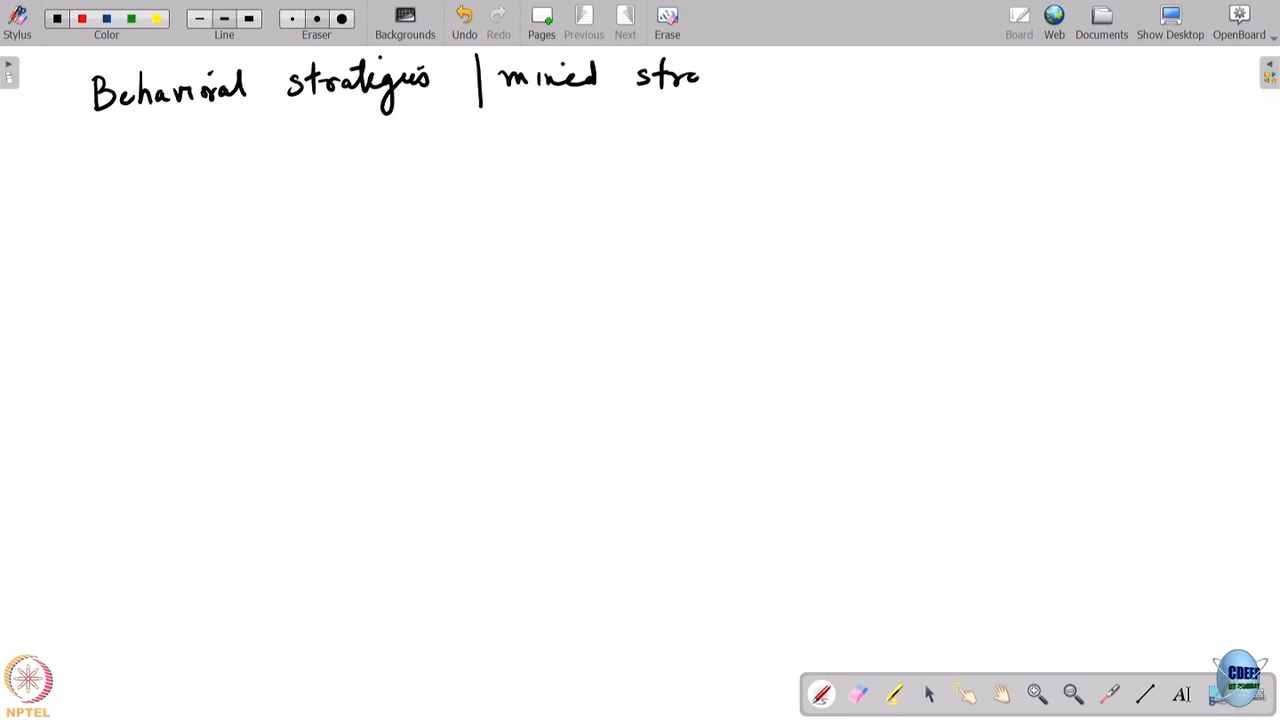 Stylus Color Line Eraser Backgrounds Undo Redo Pages Previous Next Erase Board Web Documents Show Desktop OpenBoard
Behavioral strategies | mixed stra
CDEEP
NPTEL